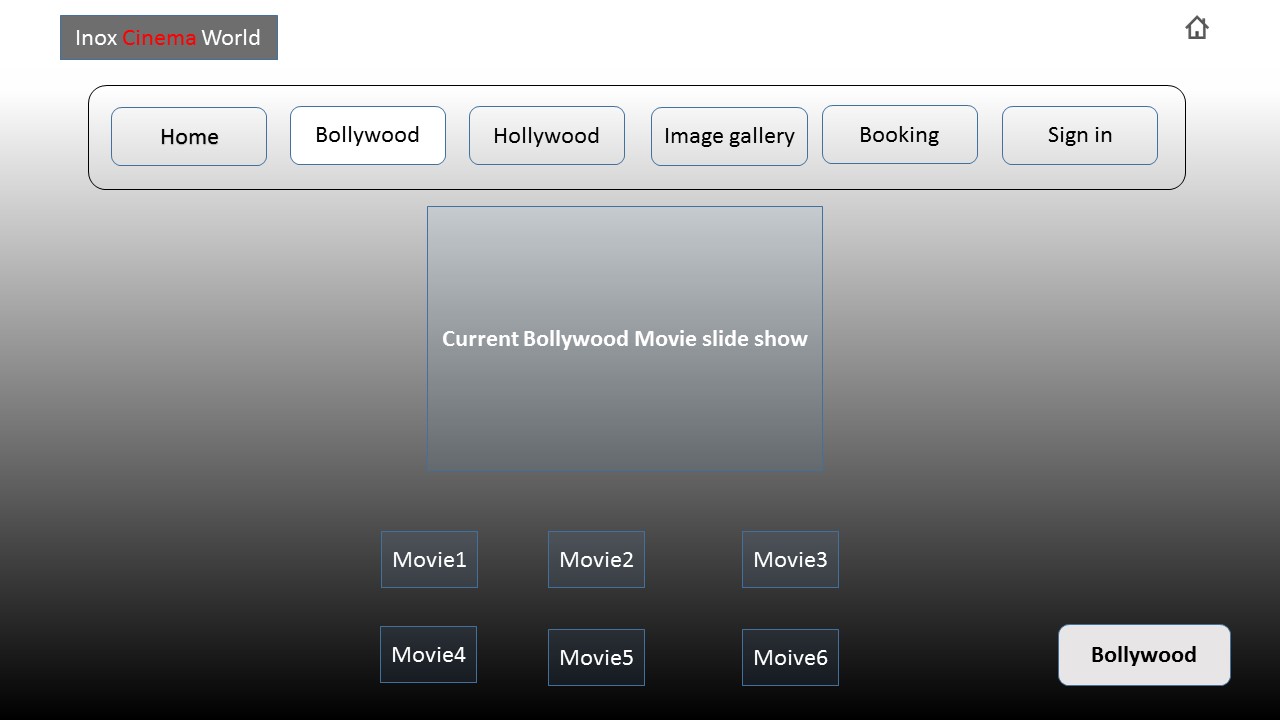 Inox Cinema World
Home
Bollywood
Hollywood
Image gallery
Booking
Sign in
Current Bollywood Movie slide show
Movie1
Movie2
Movie3
Movie4
Movie5
Moive6
Bollywood